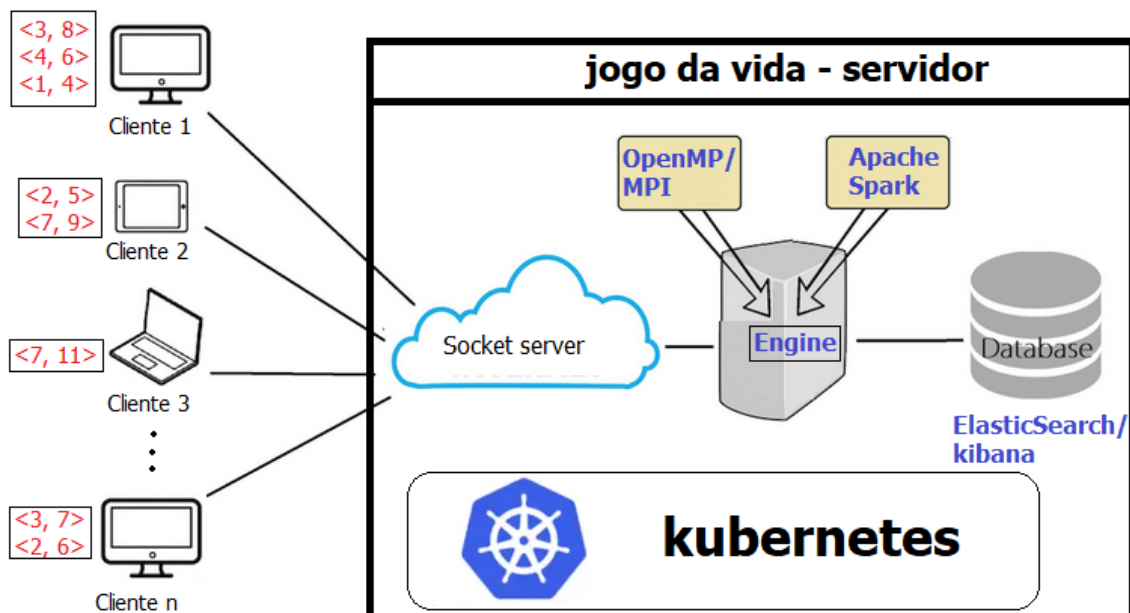 <3, 8>
<4, 6>
<1, 4>
Cliente 1
<2, 5>
<7, 9>
Cliente 2
<7, 11>
Cliente 3
<3, 7>
<2, 6>
Cliente n
jogo da vida - servidor
OpenMP/
MPI
Apache
Spark
Socket server
Engine
Database
ElasticSearch/
kibana
kubernetes